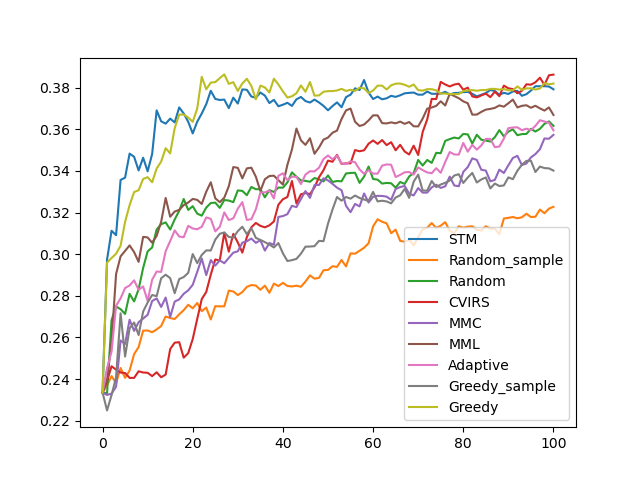 0.38
0.36
0.34
0.32
0.30
0.28
0.26
0.24
0.22
0
20
40
60
80
100
STM
Random_sample
Random
CVIRS
MMC
MML
Adaptive
Greedy_sample
Greedy